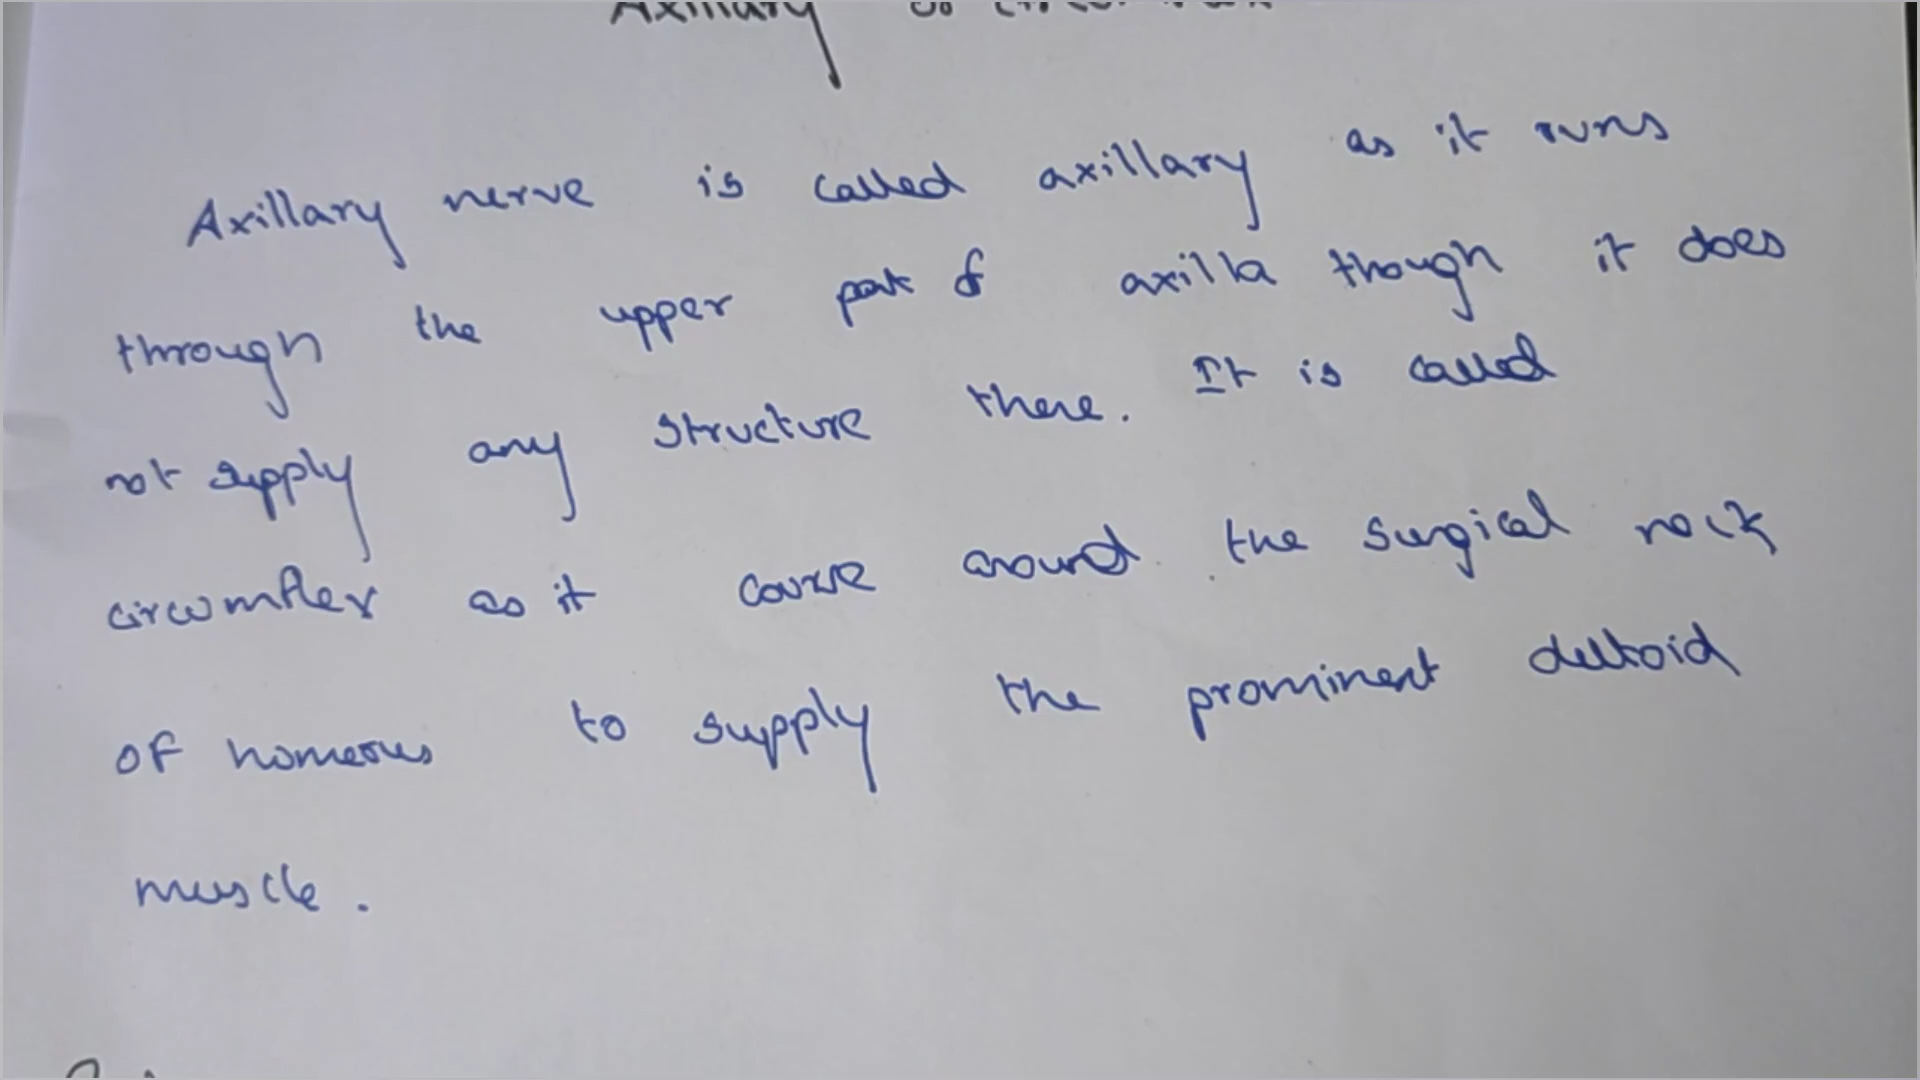 Axillary
Axillary nerve is called axillary as it runs
through the upper part of axilla though it does
not supply any structure there. It is called
circumflex as it course around the surgical neck
of humerus to supply the prominent deltoid
muscle.